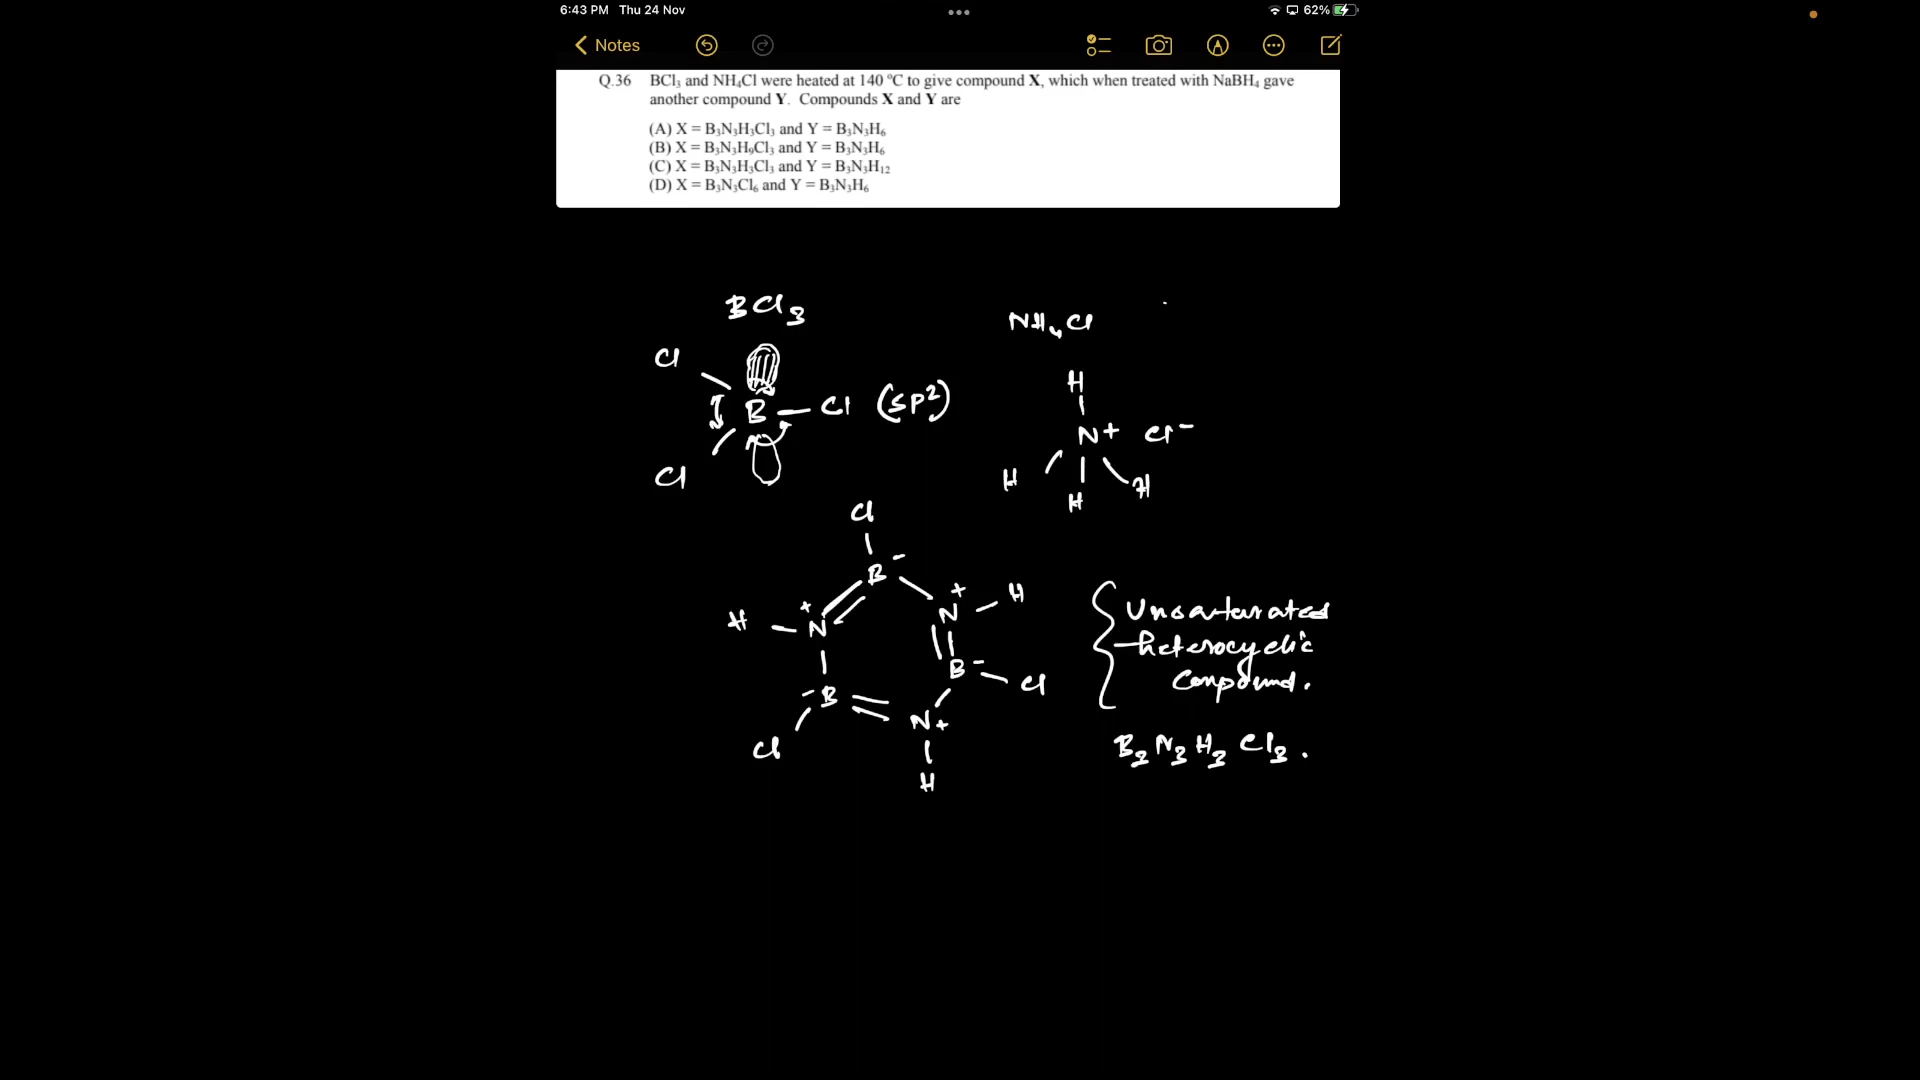 6:43 PM Thu 24 Nov
62%
Notes
Q.36 BCl₃ and NH₄Cl were heated at 140 ºC to give compound X, which when treated with NaBH₄ gave
another compound Y. Compounds X and Y are
(A) X = B₃N₃H₃Cl₃ and Y = B₃N₃H₆
(B) X = B₃N₃H₉Cl₃ and Y = B₃N₃H₆
(C) X = B₃N₃H₃Cl₃ and Y = B₃N₃H₁₂
(D) X = B₃N₃Cl₆ and Y = B₃N₃H₆
BCl₃
NH₄Cl
Cl
H
B Cl (sp²)
N⁺ Cl⁻
Cl
H H
H
Cl
B⁻
H N⁺
N⁺ H
Unsaturated
heterocyclic
Compound.
B⁻ Cl
⁻B
N⁺
Cl
H
B₃N₃H₃Cl₃.